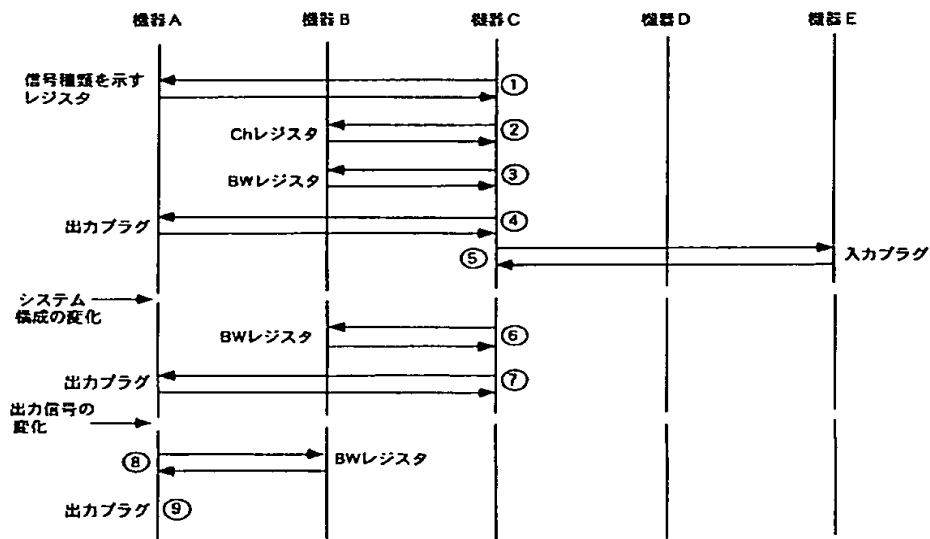 機器A 機器B 機器C 機器D 機器E
信号種類を示す
レジスタ
①
Chレジスタ ②
BWレジスタ ③
出力プラグ ④
⑤ 入力プラグ
システム
構成の変化
BWレジスタ ⑥
出力プラグ ⑦
出力信号の
変化
⑧ BWレジスタ
出力プラグ ⑨